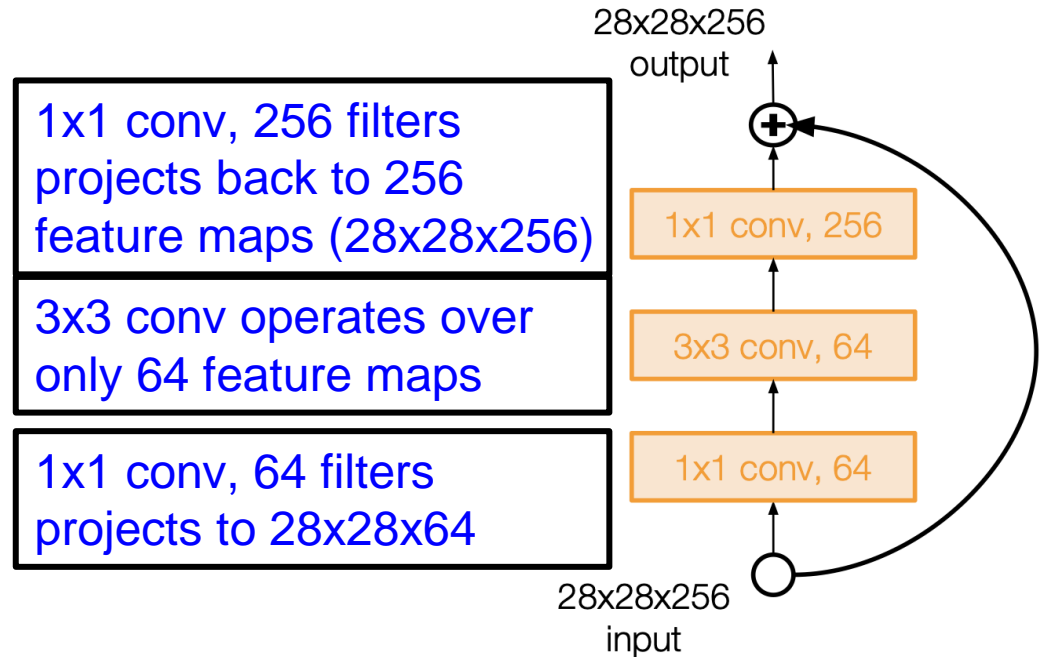 28x28x256
output
1x1 conv, 256 filters
projects back to 256
feature maps (28x28x256)
3x3 conv operates over
only 64 feature maps
1x1 conv, 64 filters
projects to 28x28x64
+
1x1 conv, 256
3x3 conv, 64
1x1 conv, 64
28x28x256
input